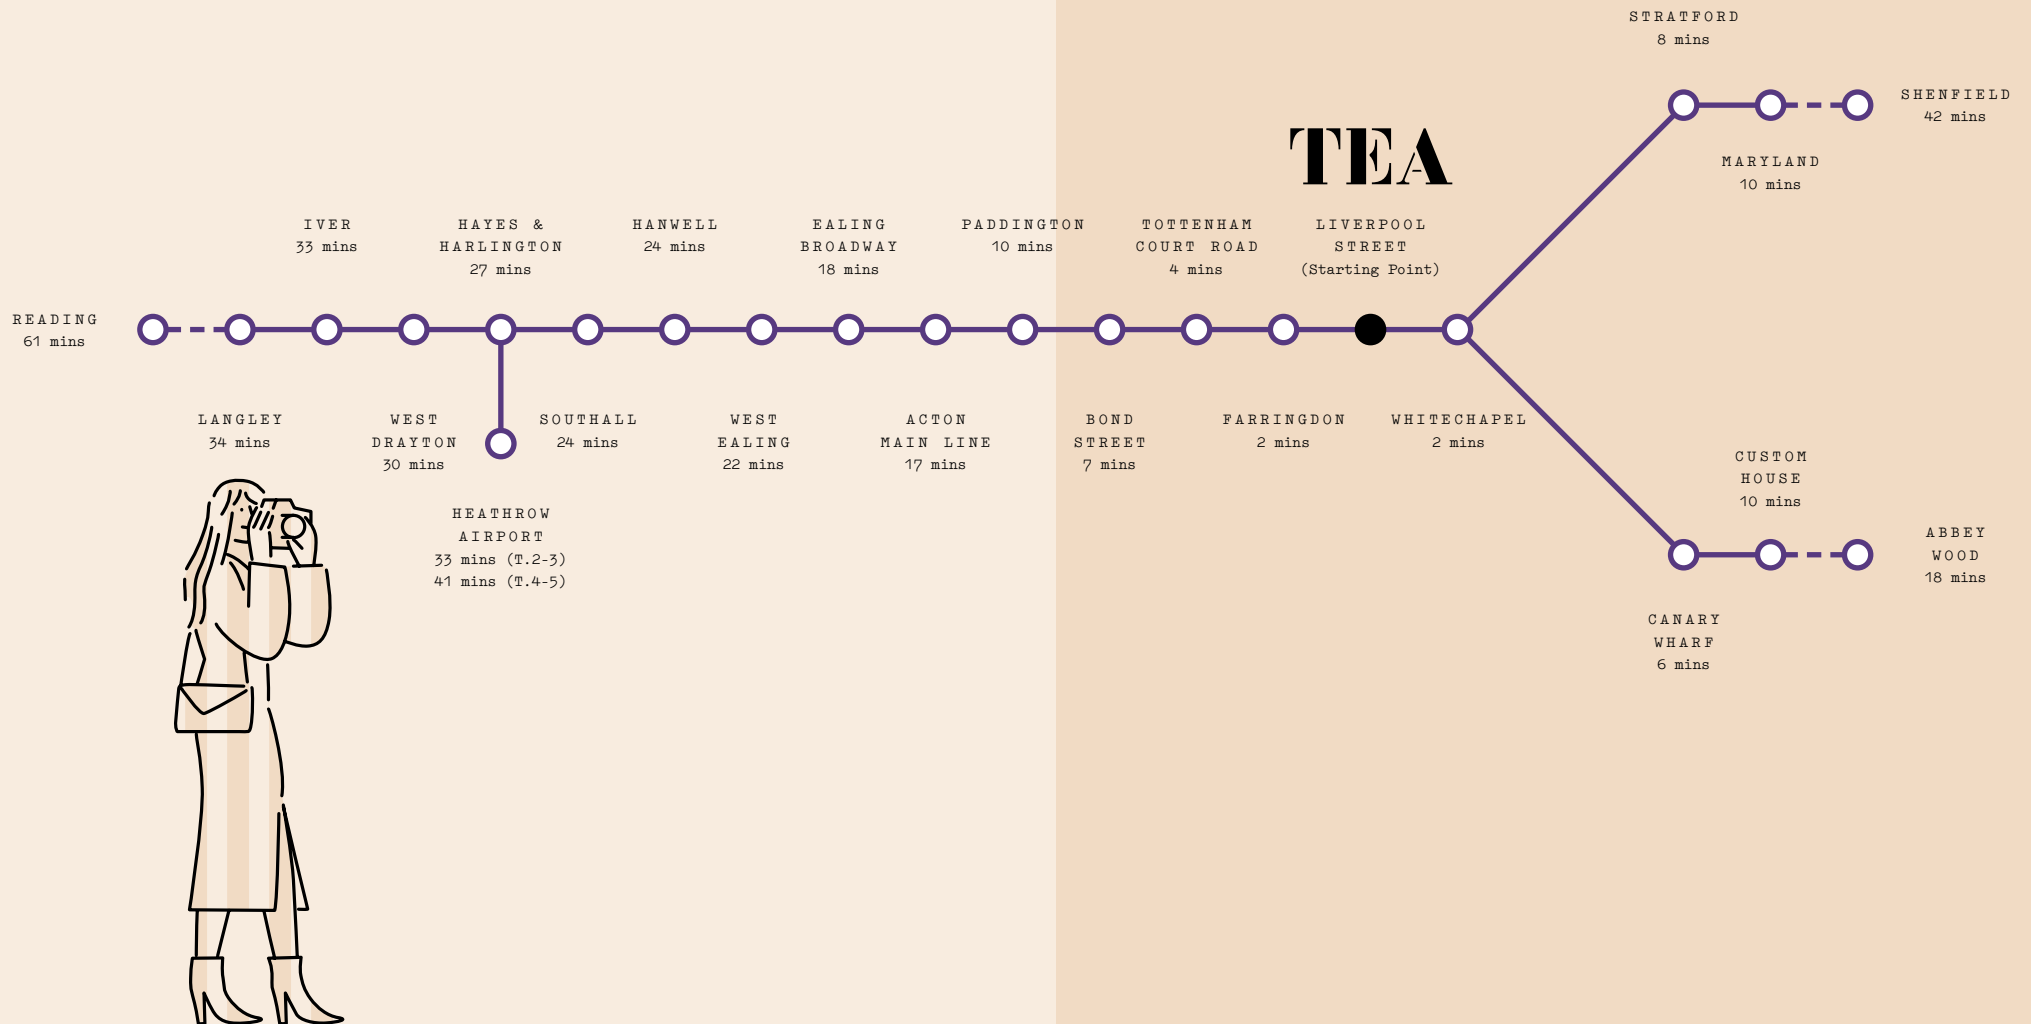 STRATFORD
8 mins
SHENFIELD
42 mins
MARYLAND
10 mins
TEA
IVER
33 mins
HAYES &
HARLINGTON
27 mins
HANWELL
24 mins
EALING
BROADWAY
18 mins
PADDINGTON
10 mins
TOTTENHAM
COURT ROAD
4 mins
LIVERPOOL
STREET
(Starting Point)
READING
61 mins
LANGLEY
34 mins
WEST
DRAYTON
30 mins
SOUTHALL
24 mins
WEST
EALING
22 mins
ACTON
MAIN LINE
17 mins
BOND
STREET
7 mins
FARRINGDON
2 mins
WHITECHAPEL
2 mins
HEATHROW
AIRPORT
33 mins (T.2-3)
41 mins (T.4-5)
CUSTOM
HOUSE
10 mins
ABBEY
WOOD
18 mins
CANARY
WHARF
6 mins